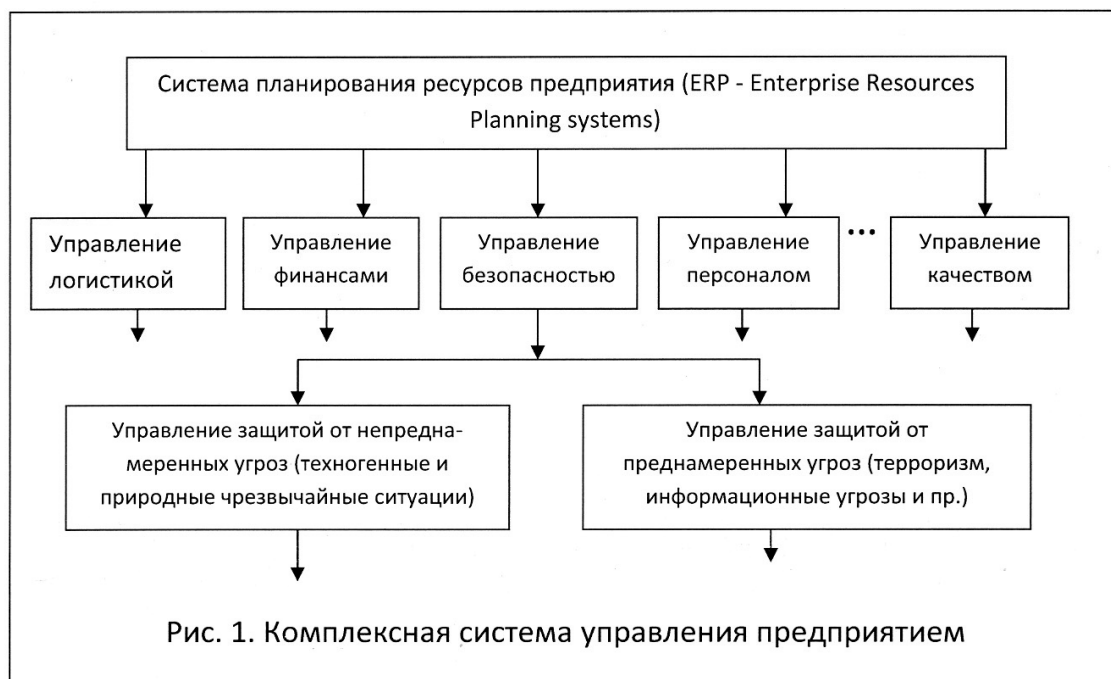 Система планирования ресурсов предприятия (ERP - Enterprise Resources
Planning systems)
Управление
логистикой
Управление
финансами
Управление
безопасностью
Управление
персоналом
...
Управление
качеством
Управление защитой от непредна-
меренных угроз (техногенные и
природные чрезвычайные ситуации)
Управление защитой от
преднамеренных угроз (терроризм,
информационные угрозы и пр.)
Рис. 1. Комплексная система управления предприятием